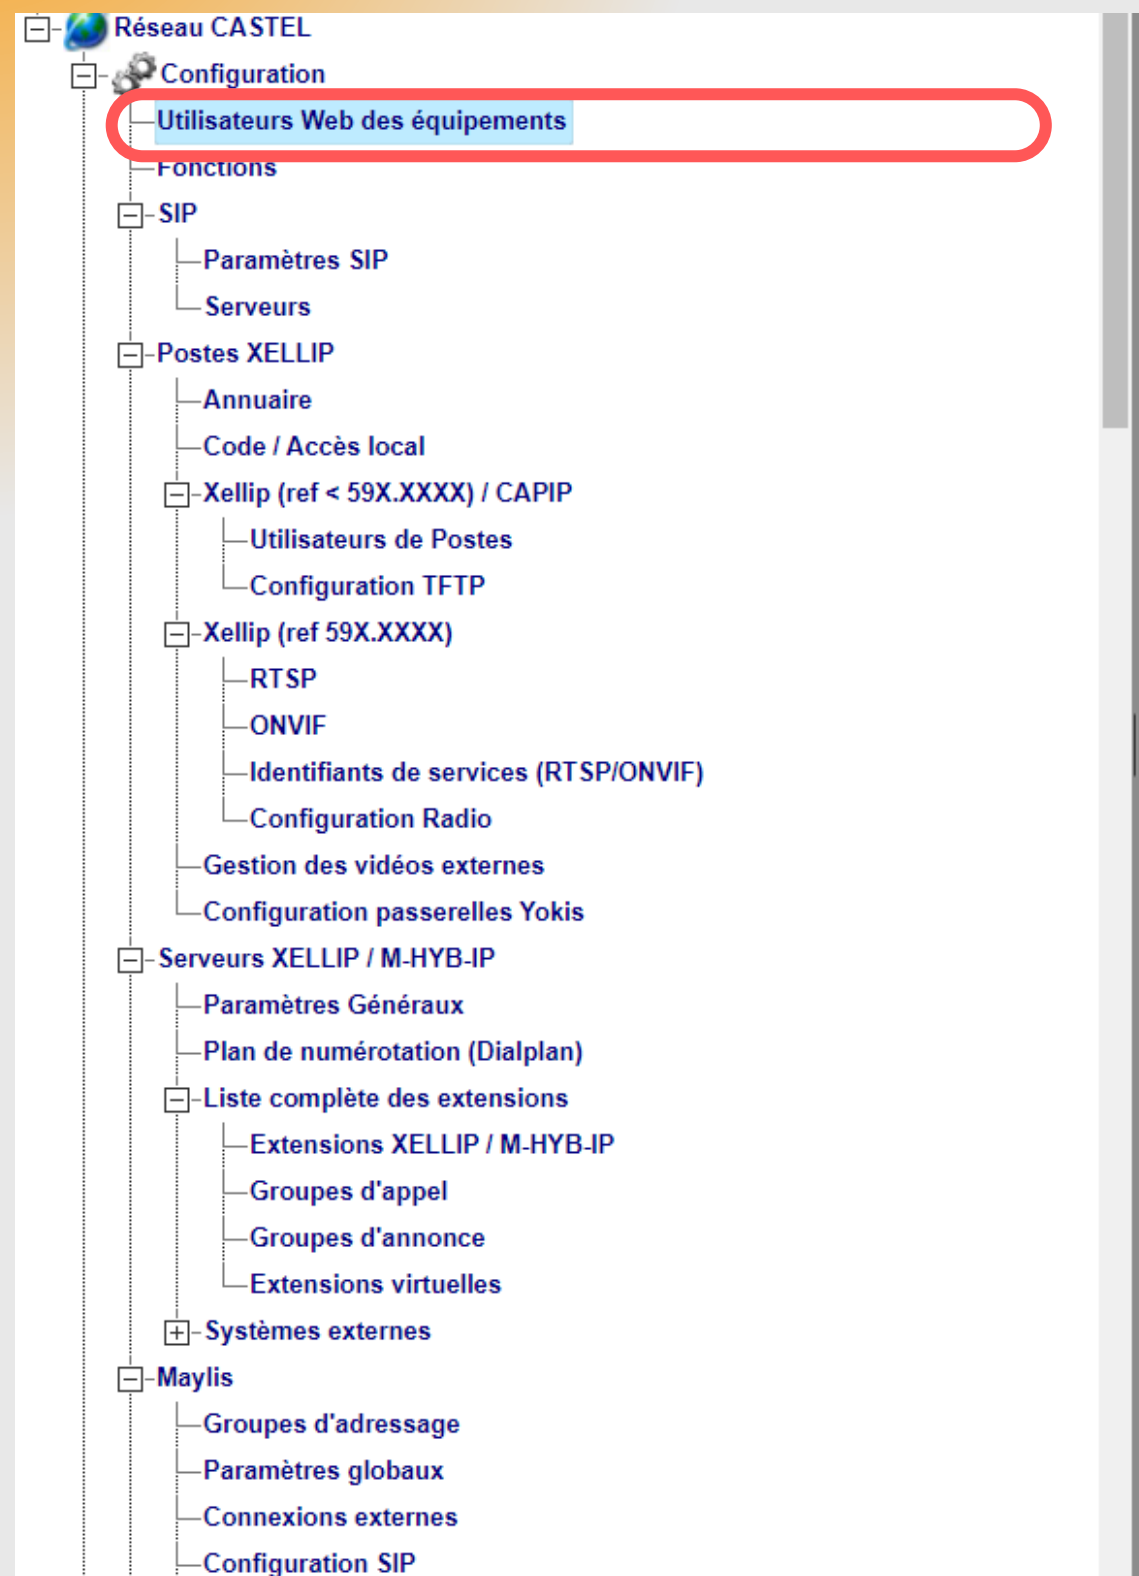 Réseau CASTEL
Configuration
Utilisateurs Web des équipements
Fonctions
SIP
Paramètres SIP
Serveurs
Postes XELLIP
Annuaire
Code / Accès local
Xellip (ref < 59X.XXXX) / CAPIP
Utilisateurs de Postes
Configuration TFTP
Xellip (ref 59X.XXXX)
RTSP
ONVIF
Identifiants de services (RTSP/ONVIF)
Configuration Radio
Gestion des vidéos externes
Configuration passerelles Yokis
Serveurs XELLIP / M-HYB-IP
Paramètres Généraux
Plan de numérotation (Dialplan)
Liste complète des extensions
Extensions XELLIP / M-HYB-IP
Groupes d'appel
Groupes d'annonce
Extensions virtuelles
Systèmes externes
Maylis
Groupes d'adressage
Paramètres globaux
Connexions externes
Configuration SIP